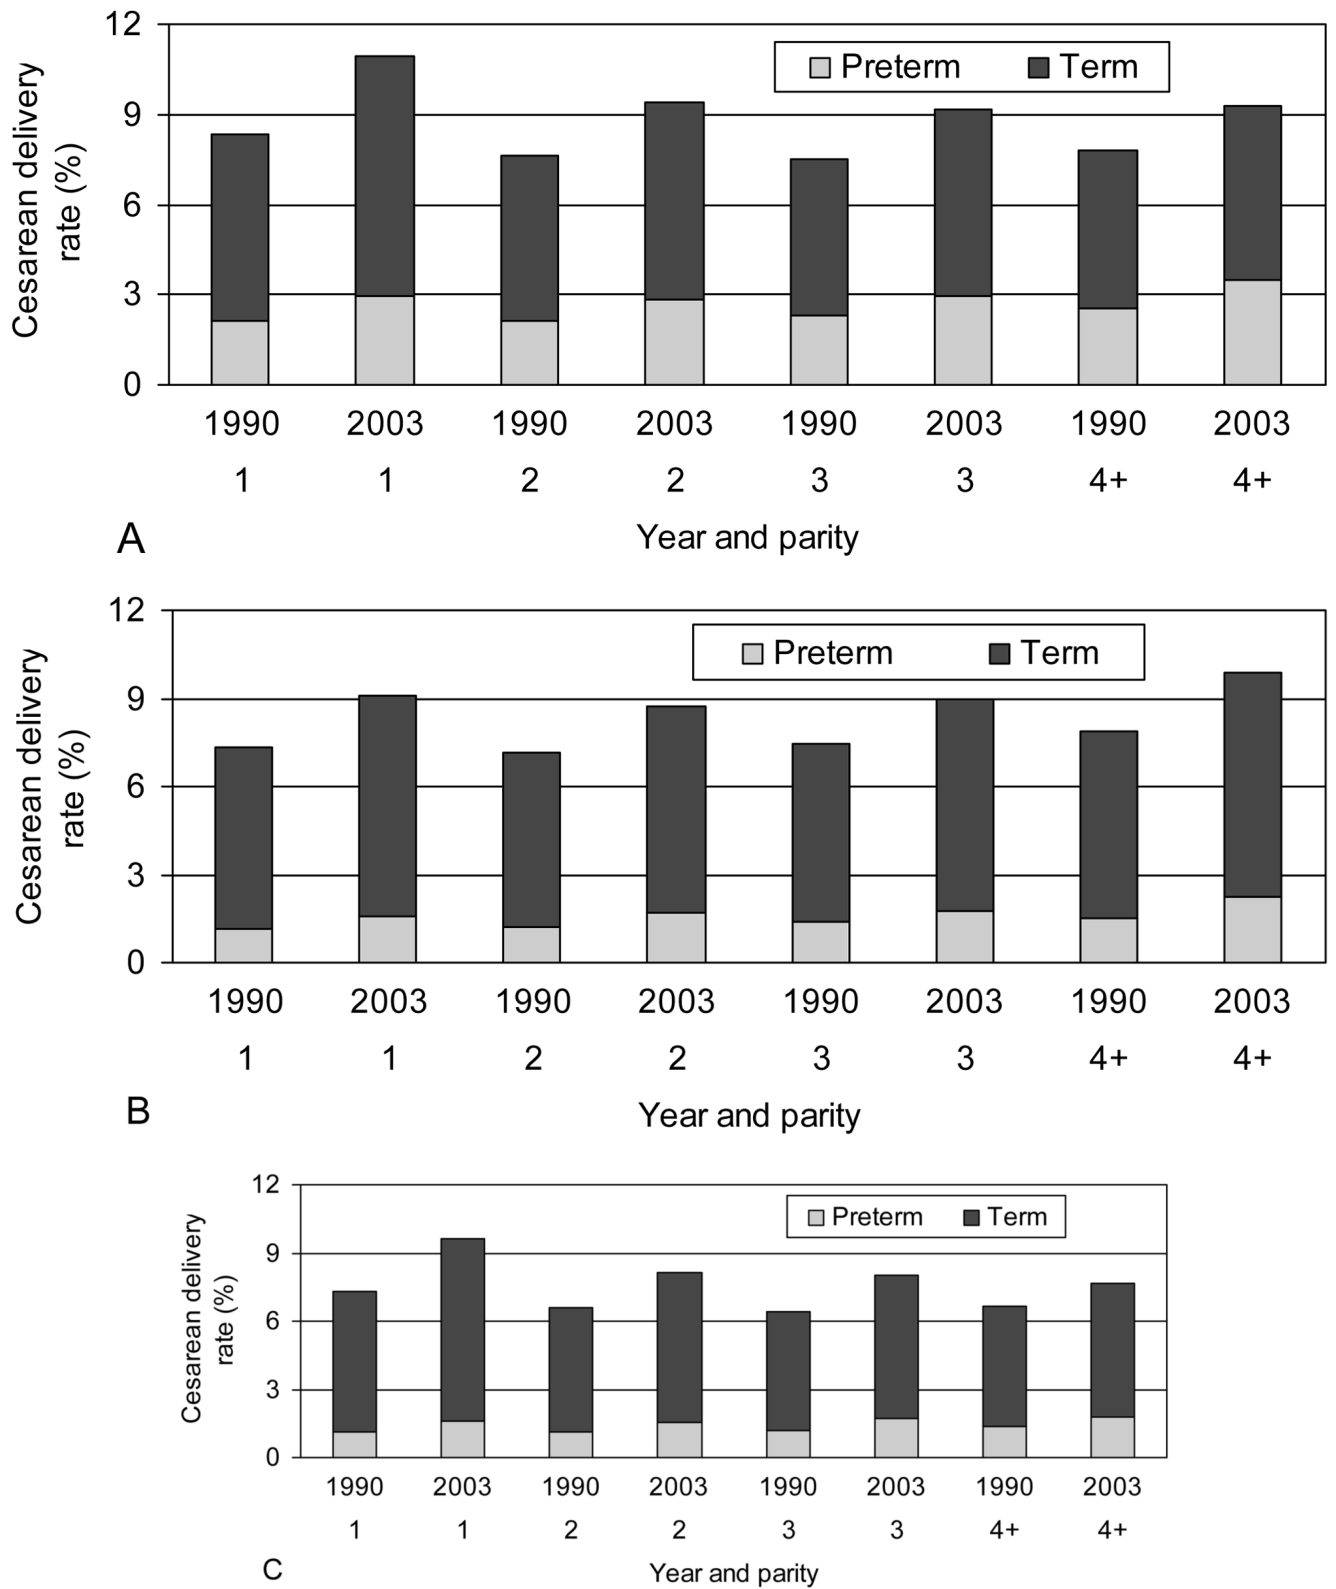 12
Preterm Term
9
6
3
0
Cesarean delivery
rate (%)
1990 2003 1990 2003 1990 2003 1990 2003
1 1 2 2 3 3 4+ 4+
Year and parity
A
12
Preterm Term
9
6
3
0
Cesarean delivery
rate (%)
1990 2003 1990 2003 1990 2003 1990 2003
1 1 2 2 3 3 4+ 4+
Year and parity
B
12
Preterm Term
9
6
3
0
Cesarean delivery
rate (%)
1990 2003 1990 2003 1990 2003 1990 2003
1 1 2 2 3 3 4+ 4+
Year and parity
C